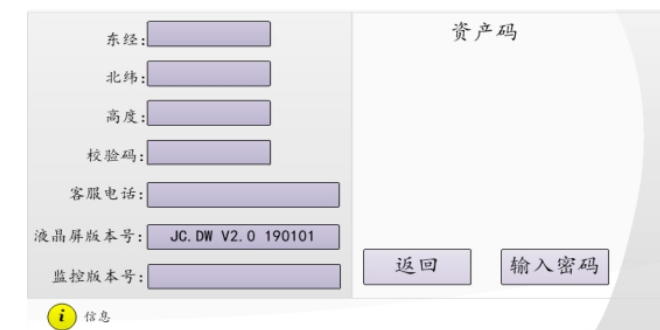 东经:
北纬:
高度:
校验码:
客服电话:
液晶屏版本号: JC.DW V2.0 190101
监控版本号:
资产码
返回 输入密码
i 信息